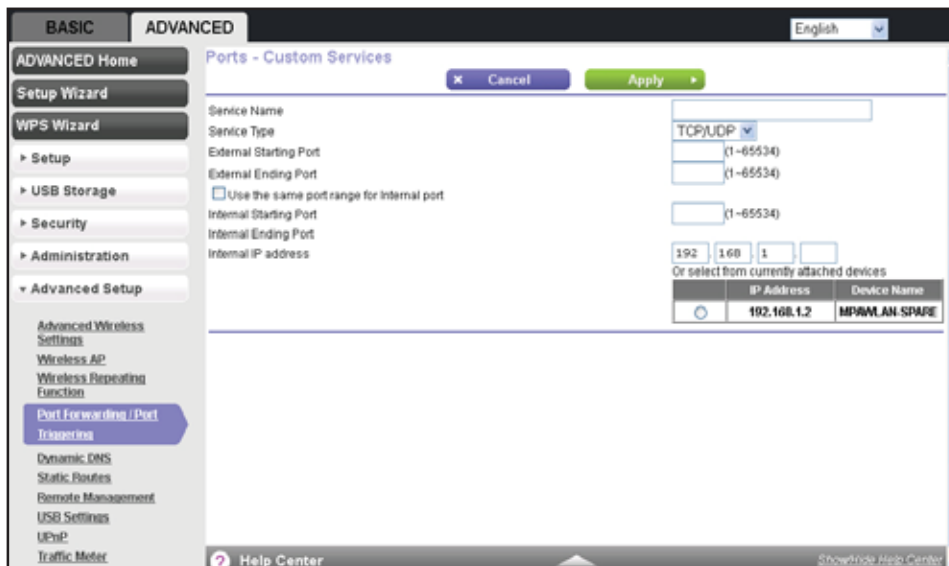 BASIC ADVANCED English
ADVANCED Home
Setup Wizard
WPS Wizard
Setup
USB Storage
Security
Administration
Advanced Setup
Advanced Wireless
Settings
Wireless AP
Wireless Repeating
Function
Port Forwarding / Port
Triggering
Dynamic DNS
Static Routes
Remote Management
USB Settings
UPnP
Traffic Meter
Ports - Custom Services
× Cancel Apply
Service Name
Service Type TCP/UDP
External Starting Port (1~65534)
External Ending Port (1~65534)
Use the same port range for Internal port
Internal Starting Port (1~65534)
Internal Ending Port
Internal IP address 192 . 168 . 1 .
Or select from currently attached devices
IP Address Device Name
192.168.1.2 MPAWLAN-SPARE
? Help Center Show/Hide Help Center